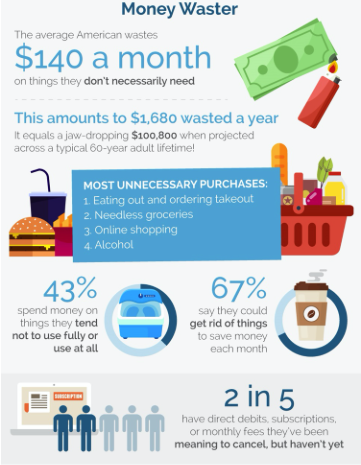 Money Waster
The average American wastes
$140 a month
on things they don't necessarily need
This amounts to $1,680 wasted a year
It equals a jaw-dropping $100,800 when projected
across a typical 60-year adult lifetime!
MOST UNNECESSARY PURCHASES:
1. Eating out and ordering takeout
2. Needless groceries
3. Online shopping
4. Alcohol
43%
spend money on
things they tend
not to use fully or
use at all
67%
say they could
get rid of things
to save money
each month
SUBSCRIPTION
2 in 5
have direct debits, subscriptions,
or monthly fees they've been
meaning to cancel, but haven't yet